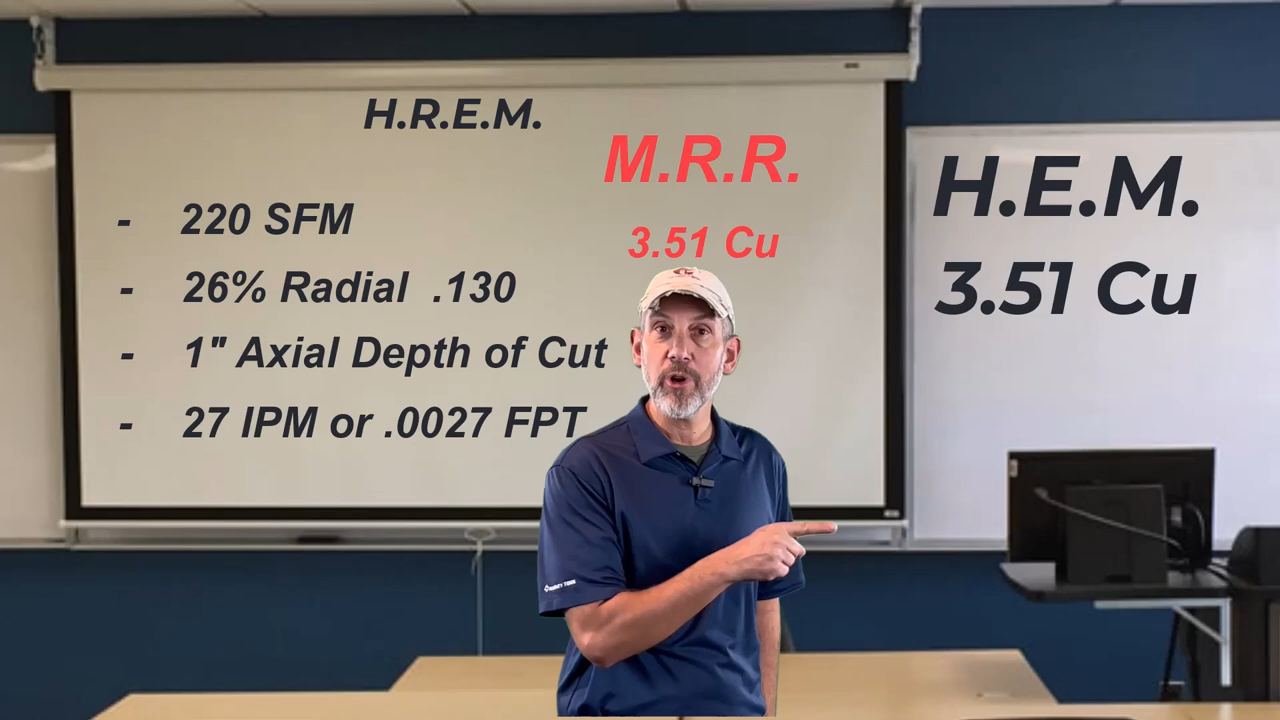 H.R.E.M.
M.R.R.
3.51 Cu
- 220 SFM
- 26% Radial .130
- 1" Axial Depth of Cut
- 27 IPM or .0027 FPT
H.E.M.
3.51 Cu